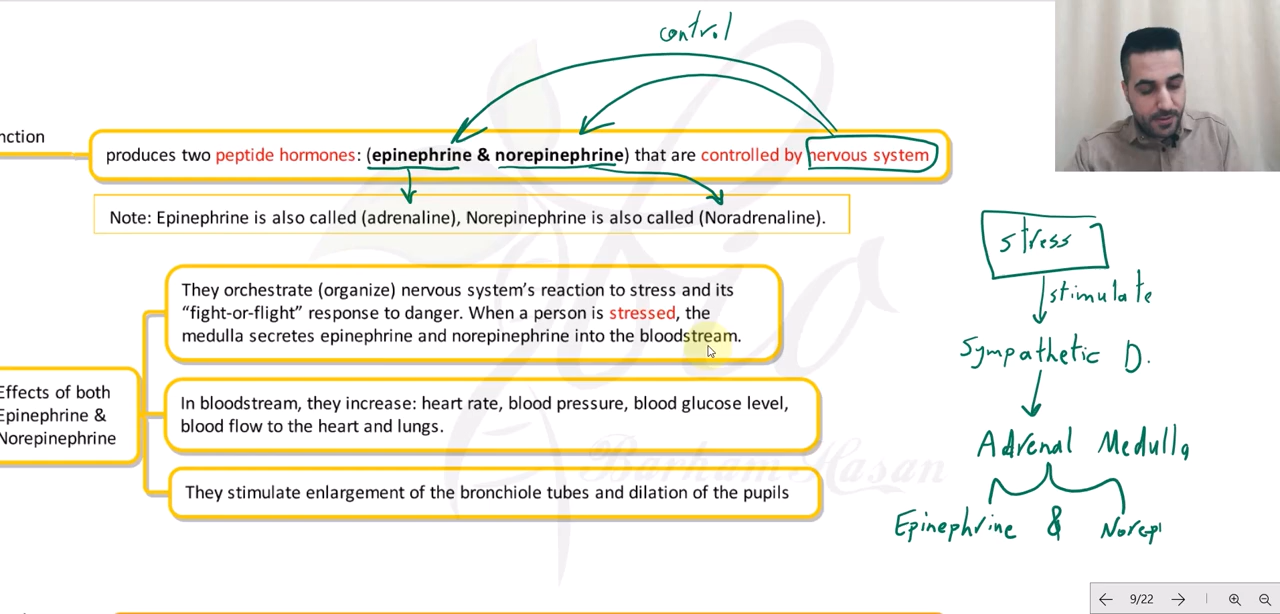 control
nction
produces two peptide hormones: (epinephrine & norepinephrine) that are controlled by nervous system
Note: Epinephrine is also called (adrenaline), Norepinephrine is also called (Noradrenaline).
They orchestrate (organize) nervous system's reaction to stress and its
"fight-or-flight" response to danger. When a person is stressed, the
medulla secretes epinephrine and norepinephrine into the bloodstream.
Effects of both
Epinephrine &
Norepinephrine
In bloodstream, they increase: heart rate, blood pressure, blood glucose level,
blood flow to the heart and lungs.
They stimulate enlargement of the bronchiole tubes and dilation of the pupils
stress
stimulate
Sympathetic D.
Adrenal Medulla
Epinephrine & Norepi
Bio
Barham Hasan
9/22